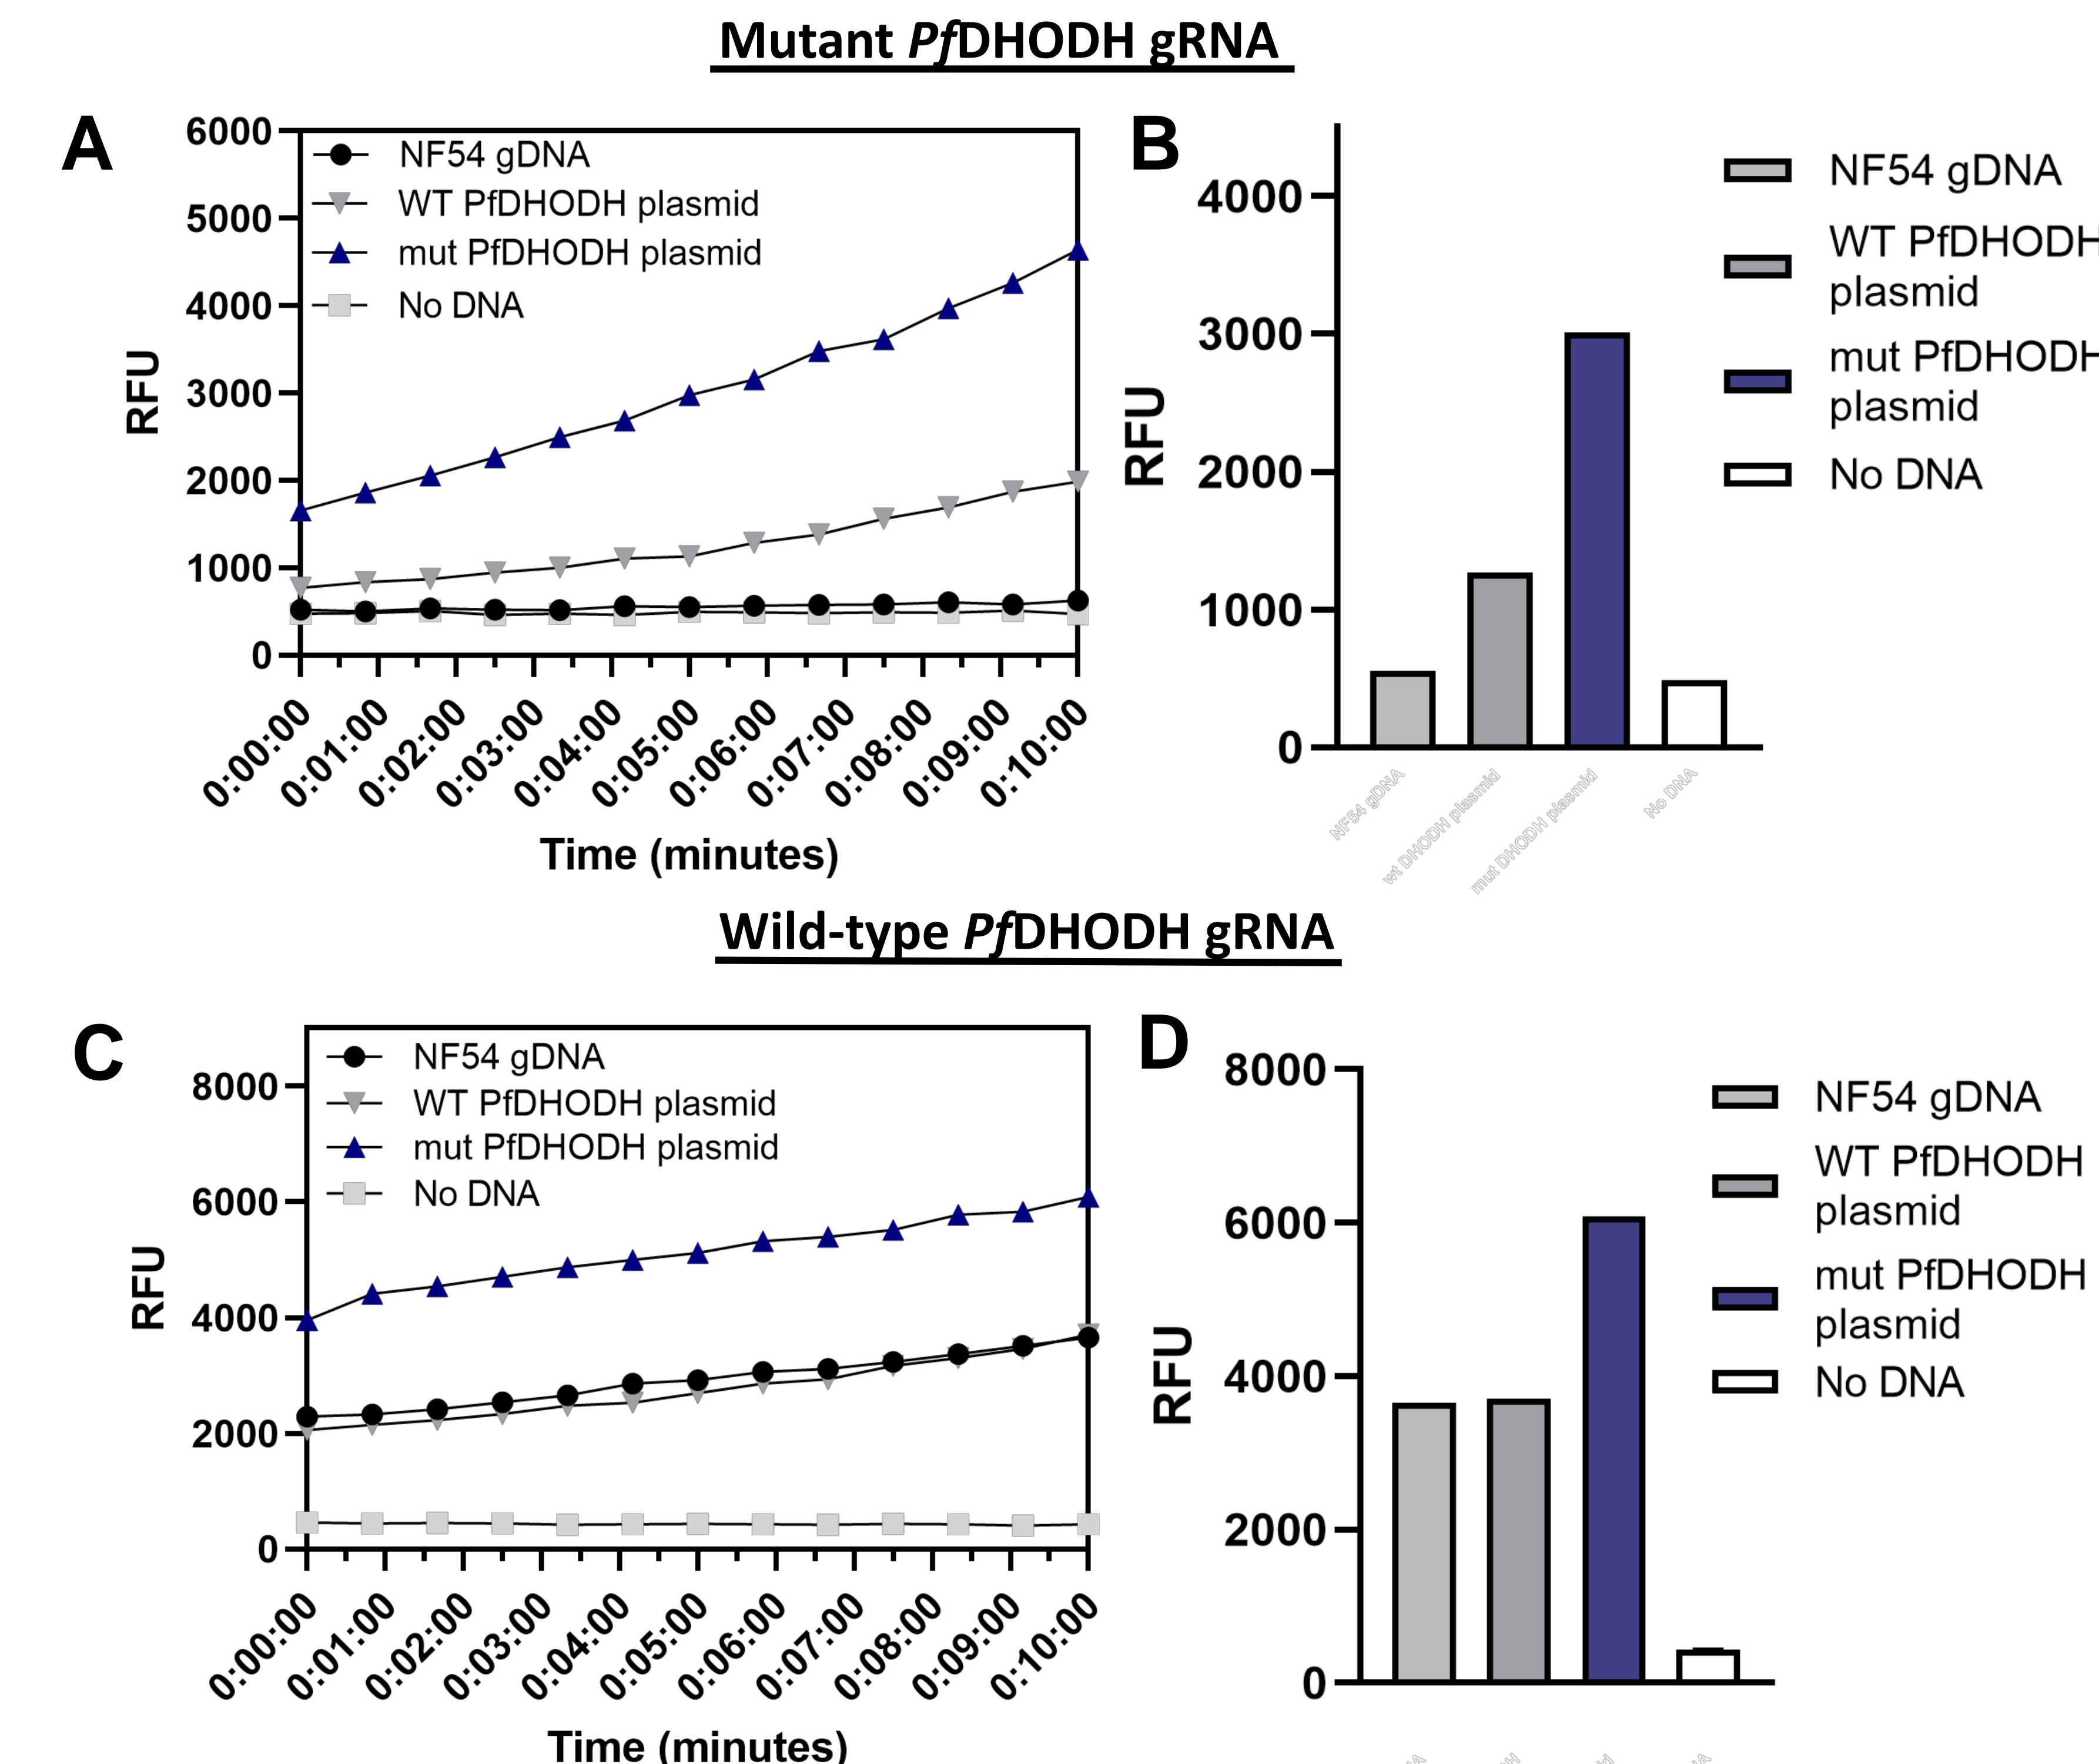 Mutant PfDHODH gRNA
A
6000
5000
4000
3000
2000
1000
0
RFU
NF54 gDNA
WT PfDHODH plasmid
mut PfDHODH plasmid
No DNA
0:00:00
0:01:00
0:02:00
0:03:00
0:04:00
0:05:00
0:06:00
0:07:00
0:08:00
0:09:00
0:10:00
Time (minutes)
B
4000
3000
2000
1000
0
RFU
NF54 gDNA
wt DHODH plasmid
mut DHODH plasmid
No DNA
NF54 gDNA
WT PfDHODH
plasmid
mut PfDHODH
plasmid
No DNA
Wild-type PfDHODH gRNA
C
8000
6000
4000
2000
0
RFU
NF54 gDNA
WT PfDHODH plasmid
mut PfDHODH plasmid
No DNA
0:00:00
0:01:00
0:02:00
0:03:00
0:04:00
0:05:00
0:06:00
0:07:00
0:08:00
0:09:00
0:10:00
Time (minutes)
D
8000
6000
4000
2000
0
RFU
NF54 gDNA
WT PfDHODH
plasmid
mut PfDHODH
plasmid
No DNA